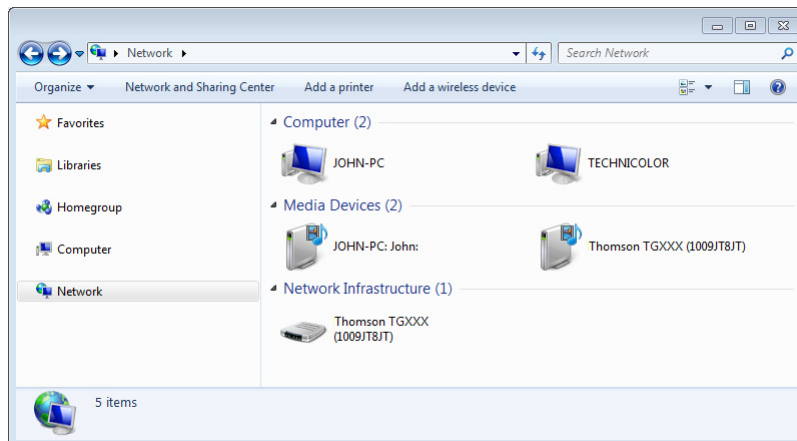 Network
Search Network
Organize
Network and Sharing Center
Add a printer
Add a wireless device
Favorites
Libraries
Homegroup
Computer
Network
Computer (2)
JOHN-PC
TECHNICOLOR
Media Devices (2)
JOHN-PC: John:
Thomson TGXXX (1009JT8JT)
Network Infrastructure (1)
Thomson TGXXX
(1009JT8JT)
5 items